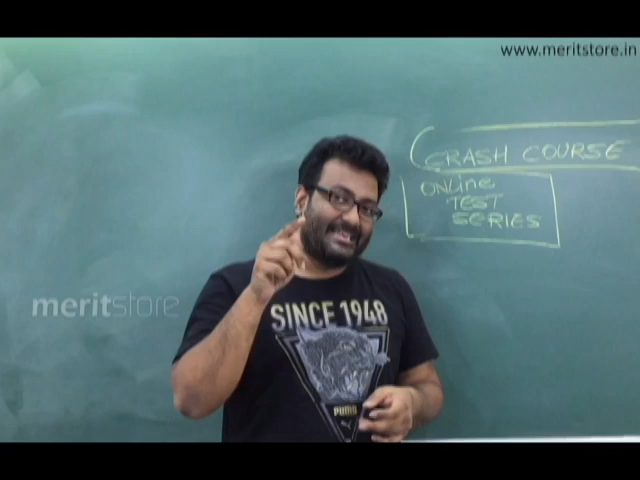 www.meritstore.in
CRASH COURSE
ONLINE
TEST
SERIES
meritstore
SINCE 1948
PUMA